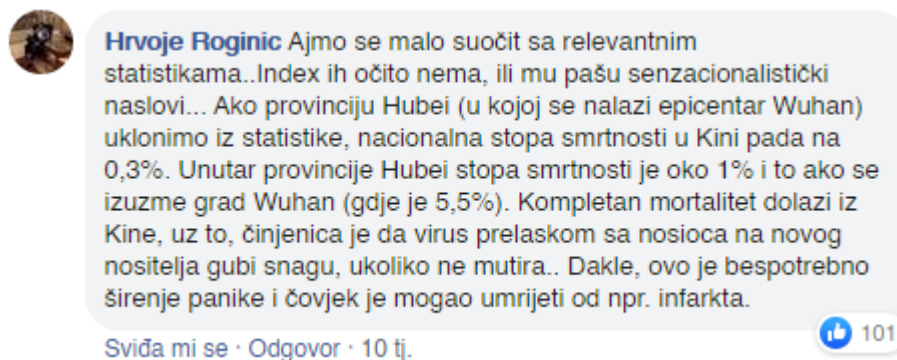 Hrvoje Roginic Ajmo se malo suočit sa relevantnim
statistikama..Index ih očito nema, ili mu pašu senzacionalistički
naslovi... Ako provinciju Hubei (u kojoj se nalazi epicentar Wuhan)
uklonimo iz statistike, nacionalna stopa smrtnosti u Kini pada na
0,3%. Unutar provincije Hubei stopa smrtnosti je oko 1% i to ako se
izuzme grad Wuhan (gdje je 5,5%). Kompletan mortalitet dolazi iz
Kine, uz to, činjenica je da virus prelaskom sa nosioca na novog
nositelja gubi snagu, ukoliko ne mutira.. Dakle, ovo je bespotrebno
širenje panike i čovjek je mogao umrijeti od npr. infarkta.
101
Sviđa mi se · Odgovor · 10 tj.